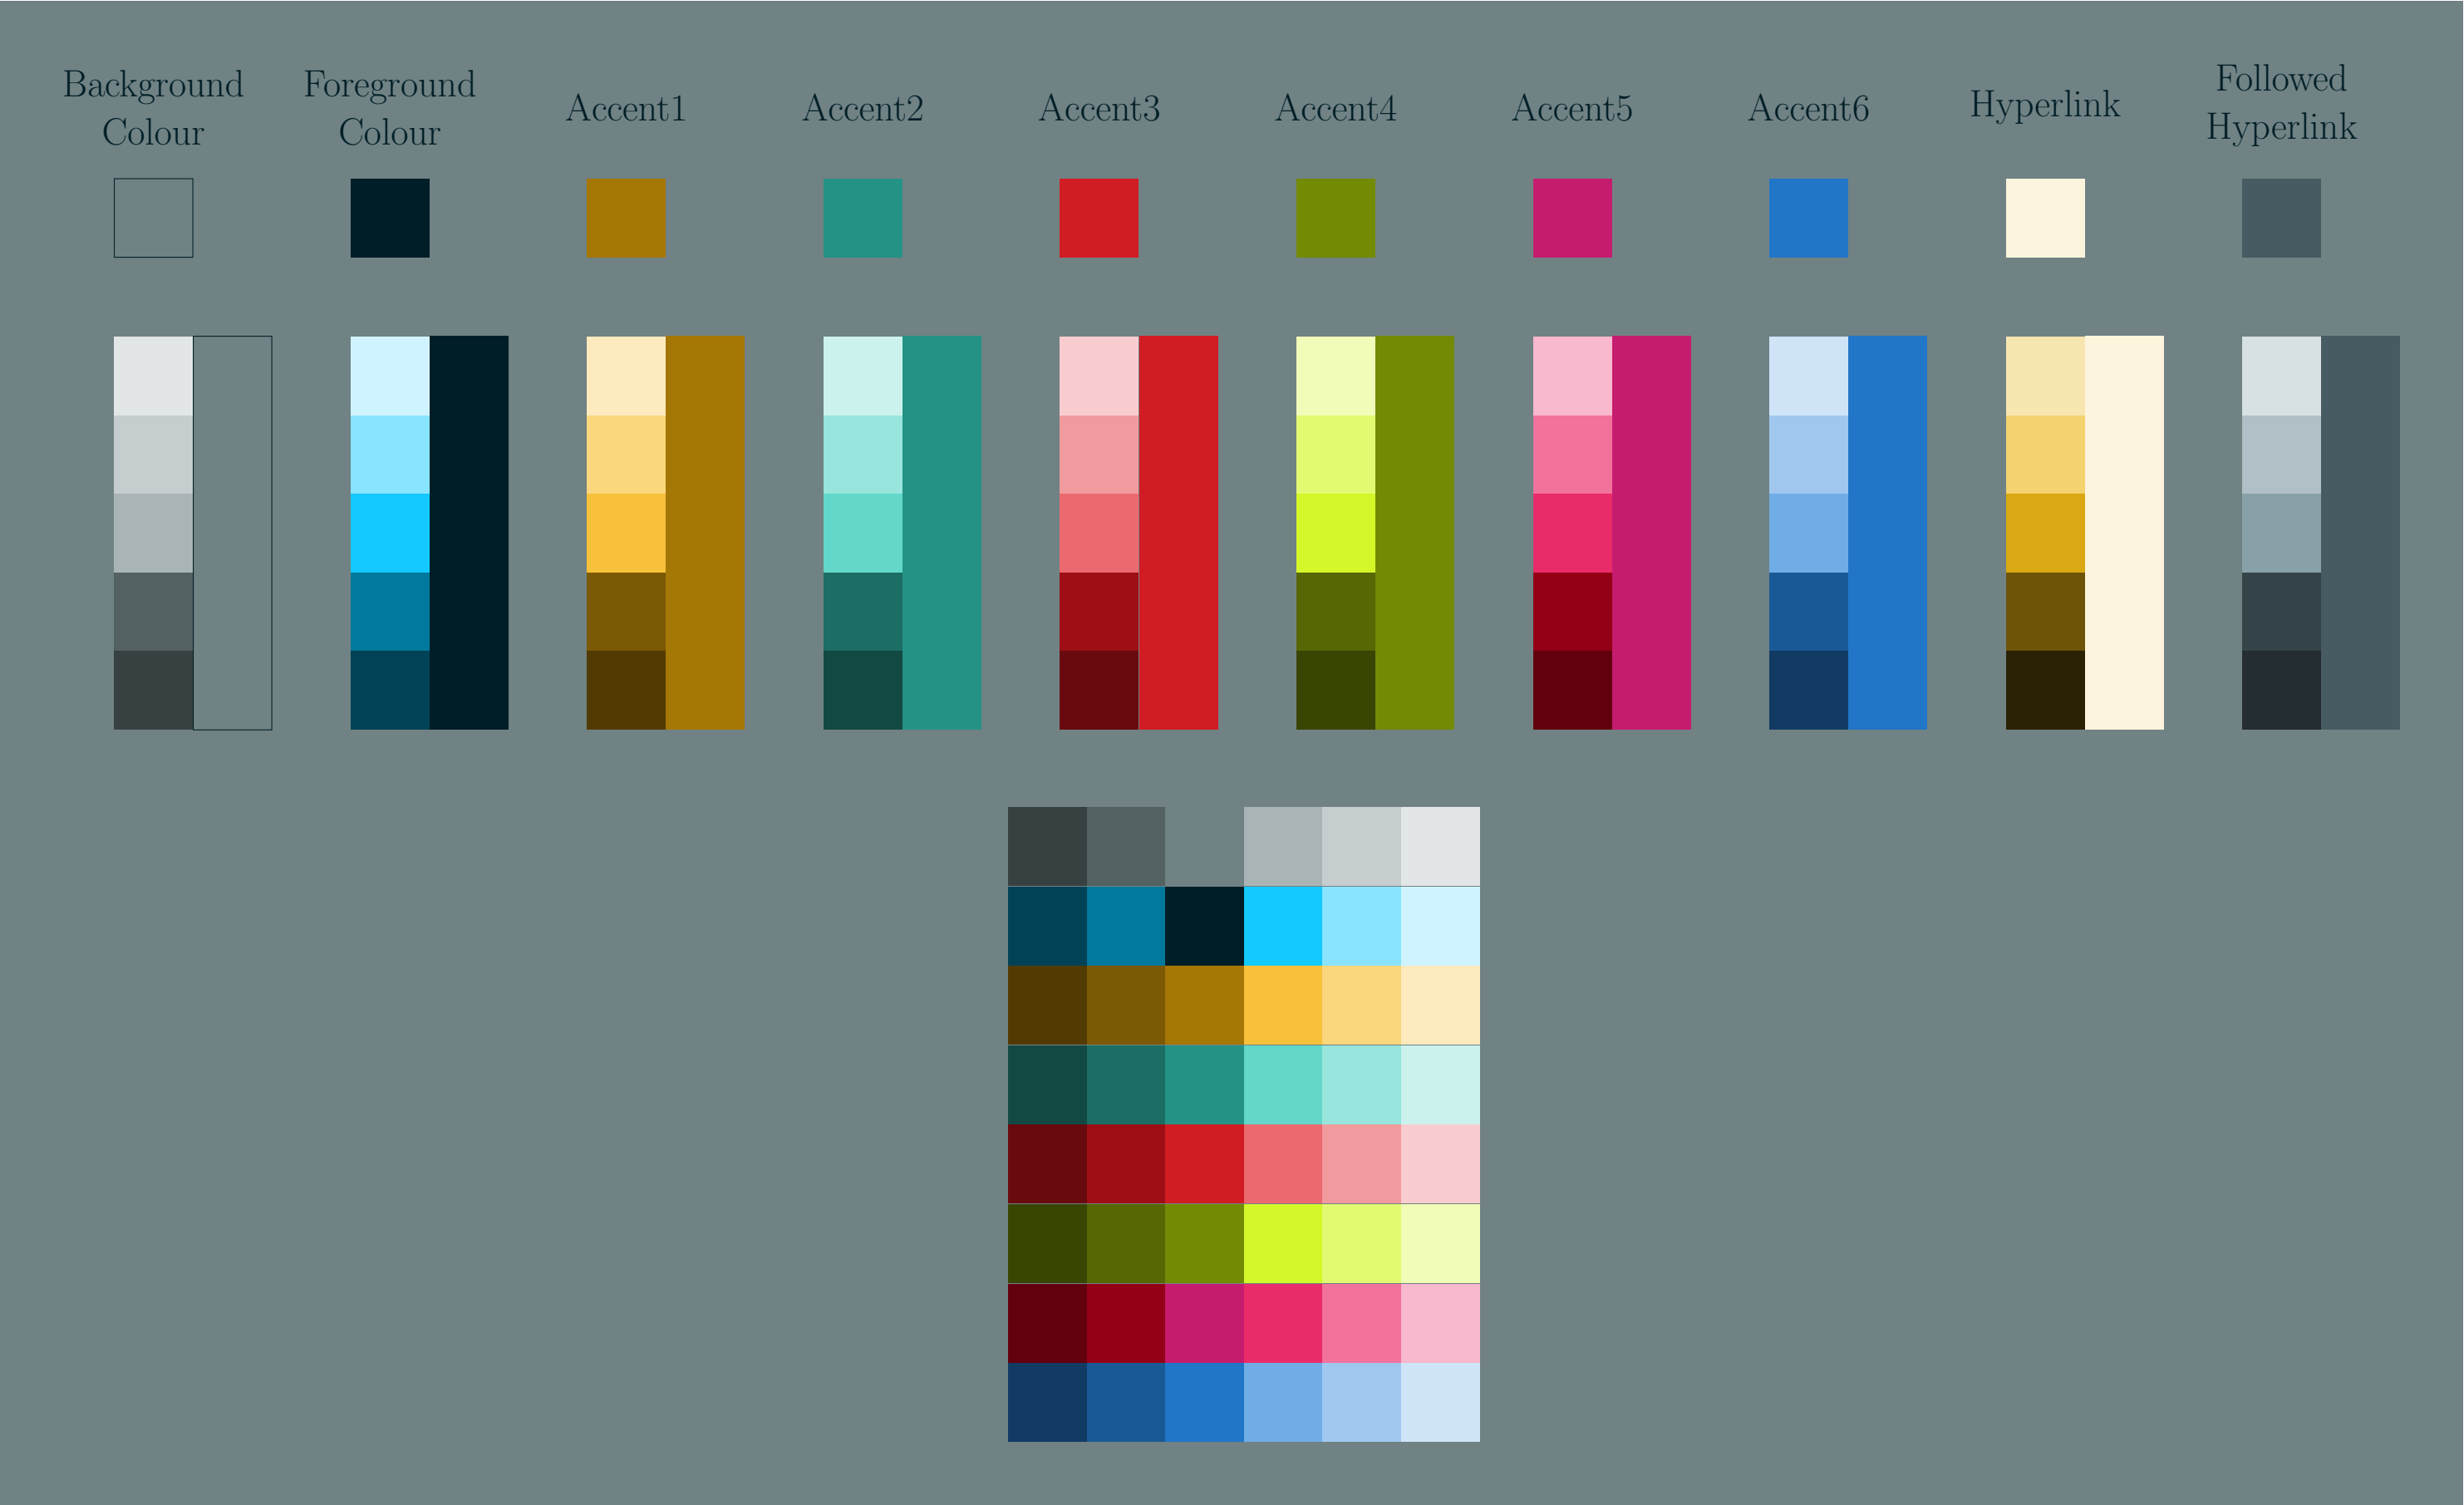 Background
Colour
Foreground
Colour
Accent1
Accent2
Accent3
Accent4
Accent5
Accent6
Hyperlink
Followed
Hyperlink